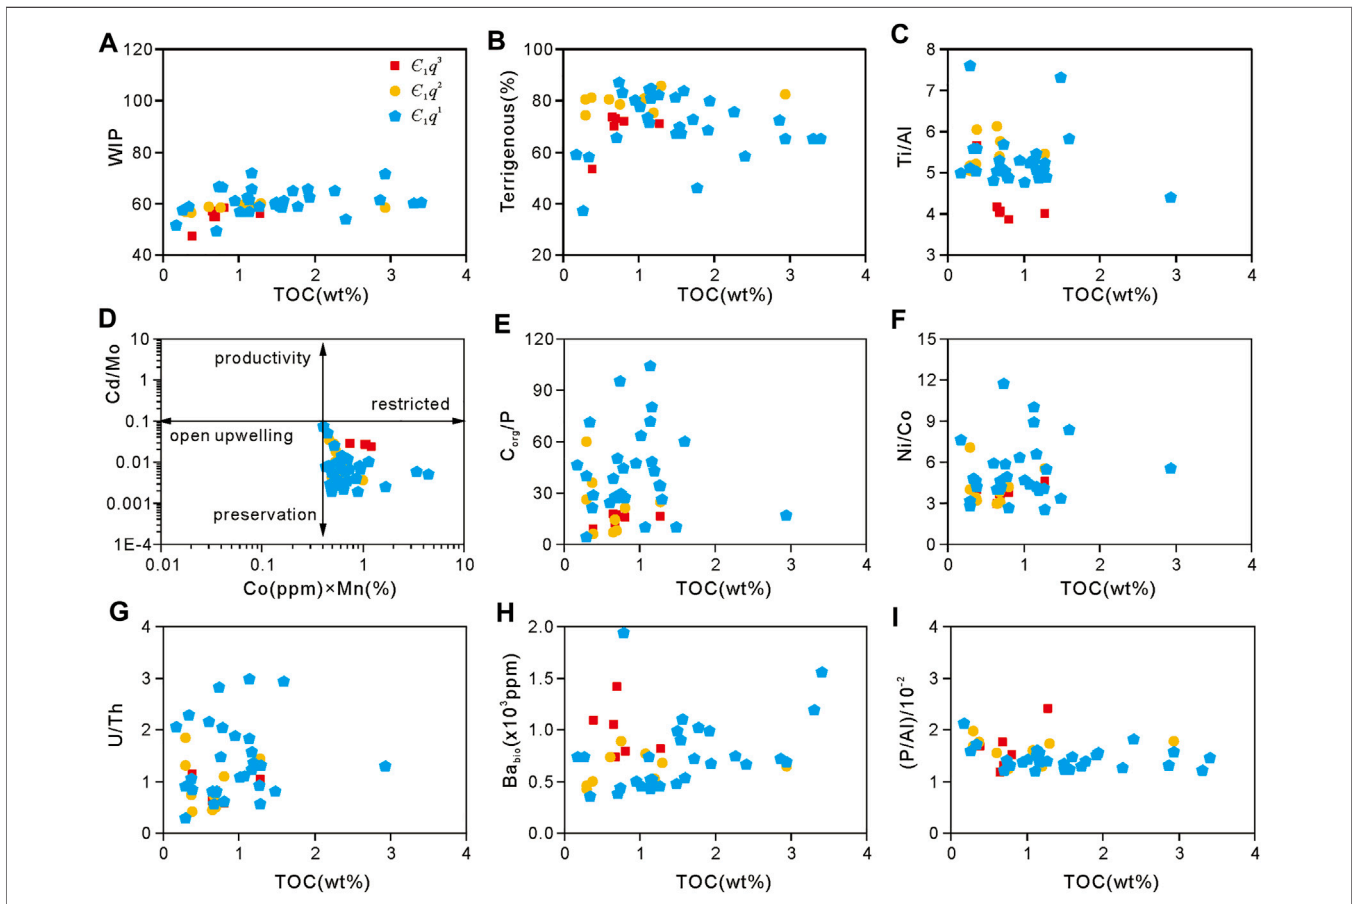 A
120
100
80
60
40
WIP
0 1 2 3 4
TOC(wt%)
Є₁q³
Є₁q²
Є₁q¹
B
100
80
60
40
20
Terrigenous(%)
0 1 2 3 4
TOC(wt%)
C
8
7
6
5
4
3
Ti/Al
0 1 2 3 4
TOC(wt%)
D
10
1
0.1
0.01
0.001
1E-4
Cd/Mo
productivity
restricted
open upwelling
preservation
0.01 0.1 1 10
Co(ppm)×Mn(%)
E
120
90
60
30
0
Corg/P
0 1 2 3 4
TOC(wt%)
F
15
12
9
6
3
0
Ni/Co
0 1 2 3 4
TOC(wt%)
G
4
3
2
1
0
U/Th
0 1 2 3 4
TOC(wt%)
H
2.0
1.5
1.0
0.5
0.0
Babio(x10³ppm)
0 1 2 3 4
TOC(wt%)
I
4
3
2
1
0
(P/Al)/10⁻²
0 1 2 3 4
TOC(wt%)